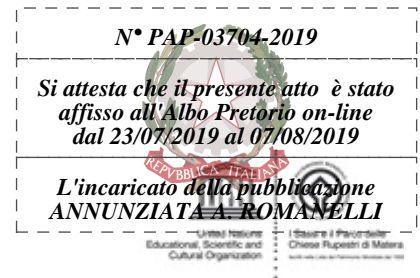 N° PAP-03704-2019
Si attesta che il presente atto è stato
affisso all'Albo Pretorio on-line
dal 23/07/2019 al 07/08/2019
L'incaricato della pubblicazione
ANNUNZIATA A. ROMANELLI
REPVBBLICA ITALIANA
United Nations
Educational, Scientific and
Cultural Organization
I Sassi e il Parco delle
Chiese Rupestri di Matera